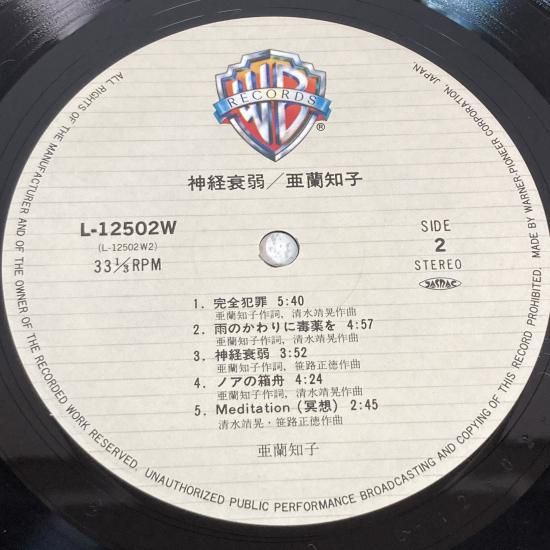 WB
RECORDS
®
神経衰弱／亜蘭知子
L-12502W
(L-12502W2)
33 1/3 RPM
SIDE
2
STEREO
JASRAC
1. 完全犯罪 5:40
亜蘭知子作詞, 清水靖晃作曲
2. 雨のかわりに毒薬を 4:57
亜蘭知子作詞, 清水靖晃作曲
3. 神経衰弱 3:52
亜蘭知子作詞, 笹路正徳作曲
4. ノアの箱舟 4:24
亜蘭知子作詞, 清水靖晃作曲
5. Meditation (冥想) 2:45
清水靖晃・笹路正徳作曲
亜蘭知子
ALL RIGHTS OF THE MANUFACTURER AND OF THE OWNER OF THE RECORDED WORK RESERVED. UNAUTHORIZED PUBLIC PERFORMANCE BROADCASTING AND COPYING OF THIS RECORD PROHIBITED. MADE BY WARNER-PIONEER CORPORATION, JAPAN.